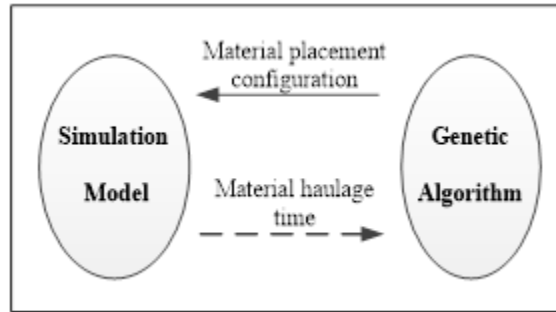 Material placement
configuration
Simulation
Model
Genetic
Algorithm
Material haulage
time